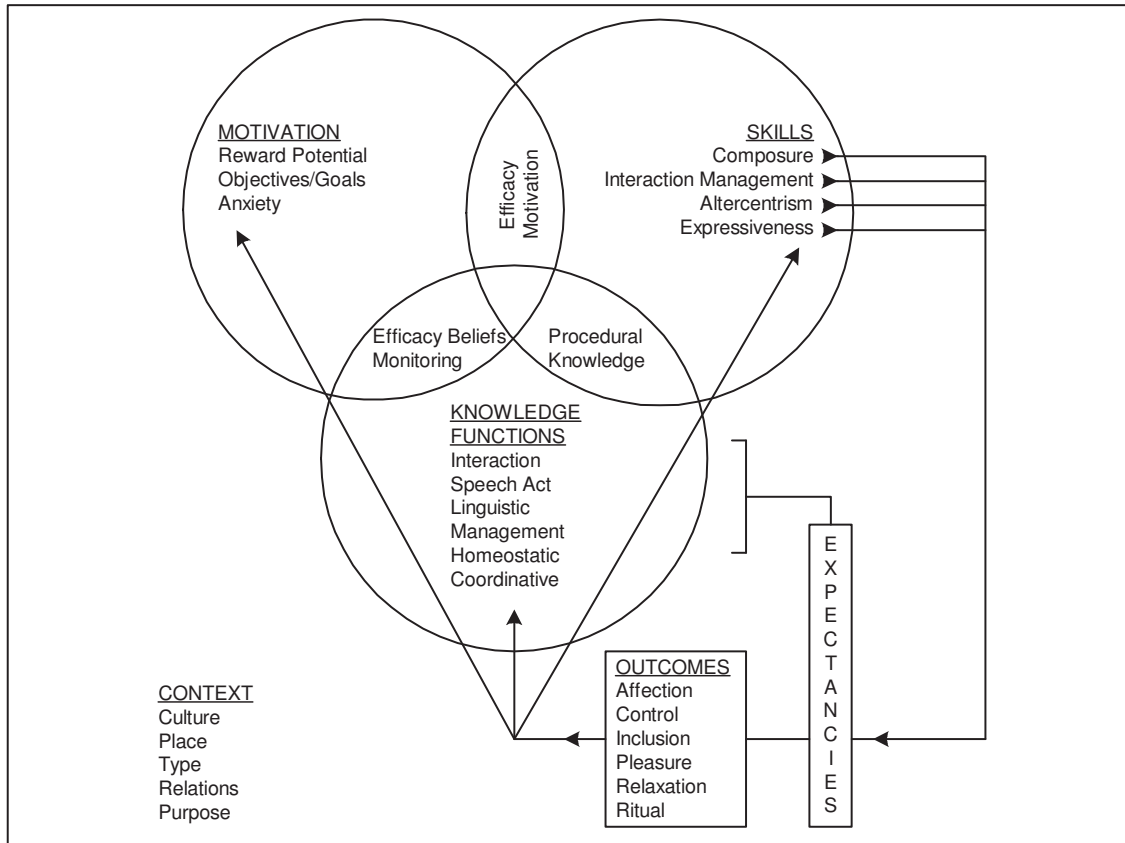 MOTIVATION
Reward Potential
Objectives/Goals
Anxiety
Efficacy
Motivation
SKILLS
Composure
Interaction Management
Altercentrism
Expressiveness
Efficacy Beliefs
Monitoring
Procedural
Knowledge
KNOWLEDGE
FUNCTIONS
Interaction
Speech Act
Linguistic
Management
Homeostatic
Coordinative
EXPECTANCIES
OUTCOMES
Affection
Control
Inclusion
Pleasure
Relaxation
Ritual
CONTEXT
Culture
Place
Type
Relations
Purpose